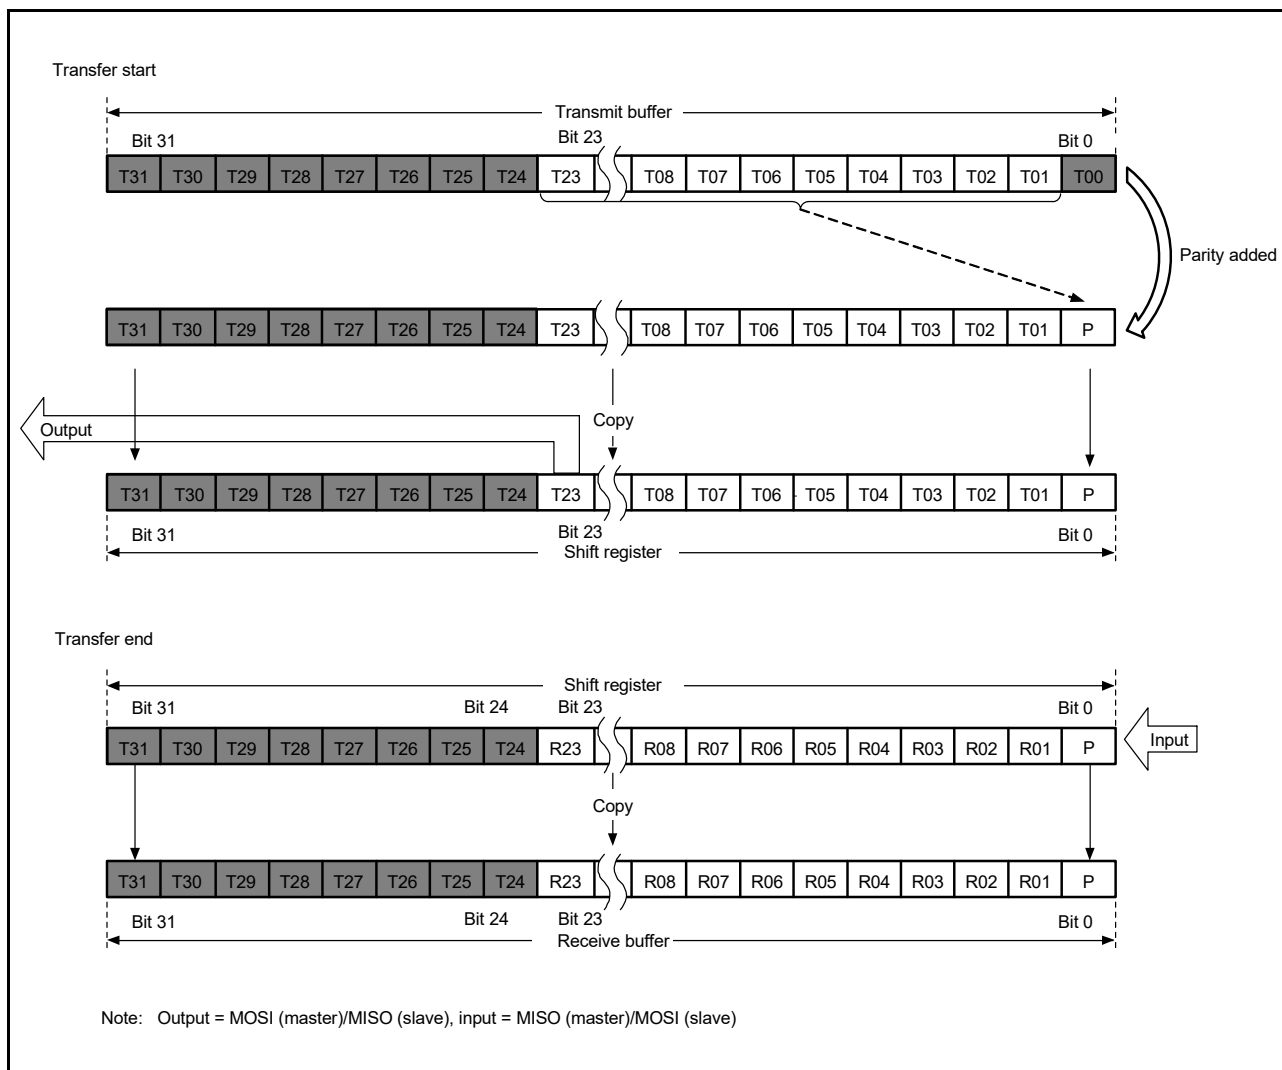 Transfer start
Transmit buffer
Bit 31 Bit 23 Bit 0
T31 T30 T29 T28 T27 T26 T25 T24 T23 T08 T07 T06 T05 T04 T03 T02 T01 T00
Parity added
T31 T30 T29 T28 T27 T26 T25 T24 T23 T08 T07 T06 T05 T04 T03 T02 T01 P
Copy
Output
T31 T30 T29 T28 T27 T26 T25 T24 T23 T08 T07 T06 T05 T04 T03 T02 T01 P
Bit 31 Bit 23 Bit 0
Shift register
Transfer end
Shift register
Bit 31 Bit 24 Bit 23 Bit 0
T31 T30 T29 T28 T27 T26 T25 T24 R23 R08 R07 R06 R05 R04 R03 R02 R01 P
Input
Copy
T31 T30 T29 T28 T27 T26 T25 T24 R23 R08 R07 R06 R05 R04 R03 R02 R01 P
Bit 31 Bit 24 Bit 23 Bit 0
Receive buffer
Note: Output = MOSI (master)/MISO (slave), input = MISO (master)/MOSI (slave)